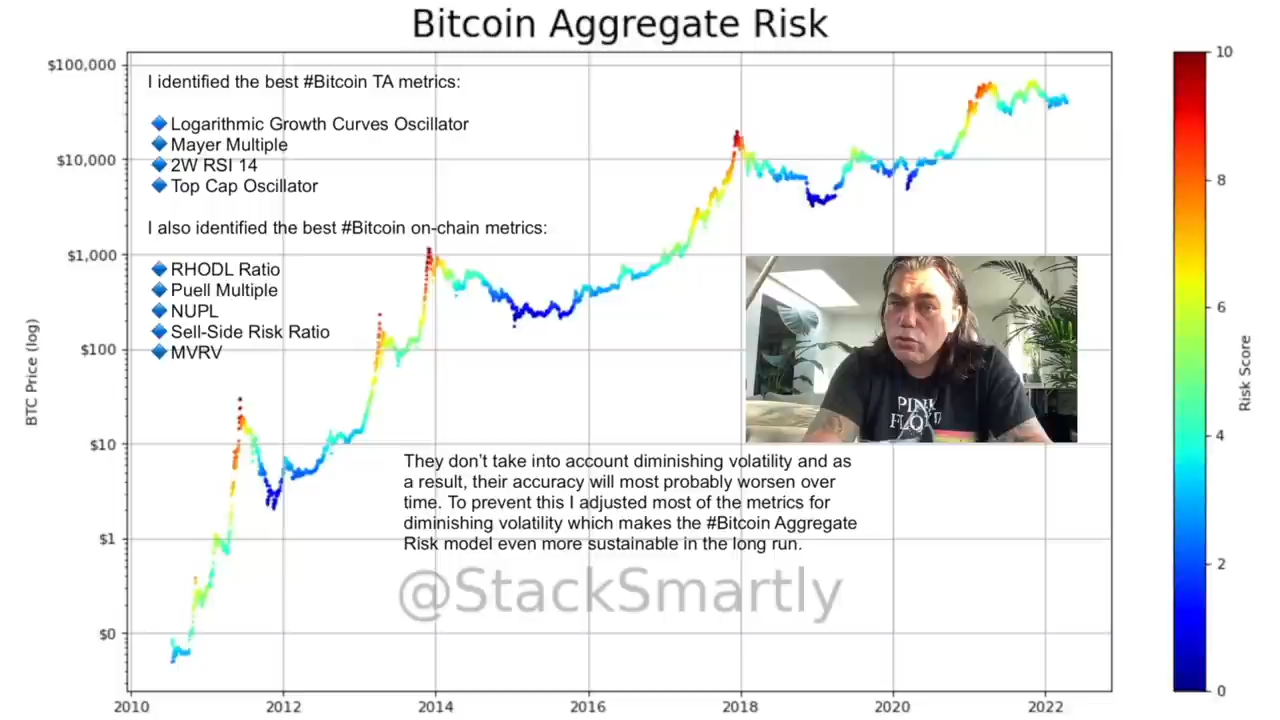 Bitcoin Aggregate Risk
I identified the best #Bitcoin TA metrics:
Logarithmic Growth Curves Oscillator
Mayer Multiple
2W RSI 14
Top Cap Oscillator
I also identified the best #Bitcoin on-chain metrics:
RHODL Ratio
Puell Multiple
NUPL
Sell-Side Risk Ratio
MVRV
They don't take into account diminishing volatility and as
a result, their accuracy will most probably worsen over
time. To prevent this I adjusted most of the metrics for
diminishing volatility which makes the #Bitcoin Aggregate
Risk model even more sustainable in the long run.
@StackSmartly
PINK
FLOYD
BTC Price (log)
$100,000
$10,000
$1,000
$100
$10
$1
$0
2010
2012
2014
2016
2018
2020
2022
10
8
6
4
2
0
Risk Score